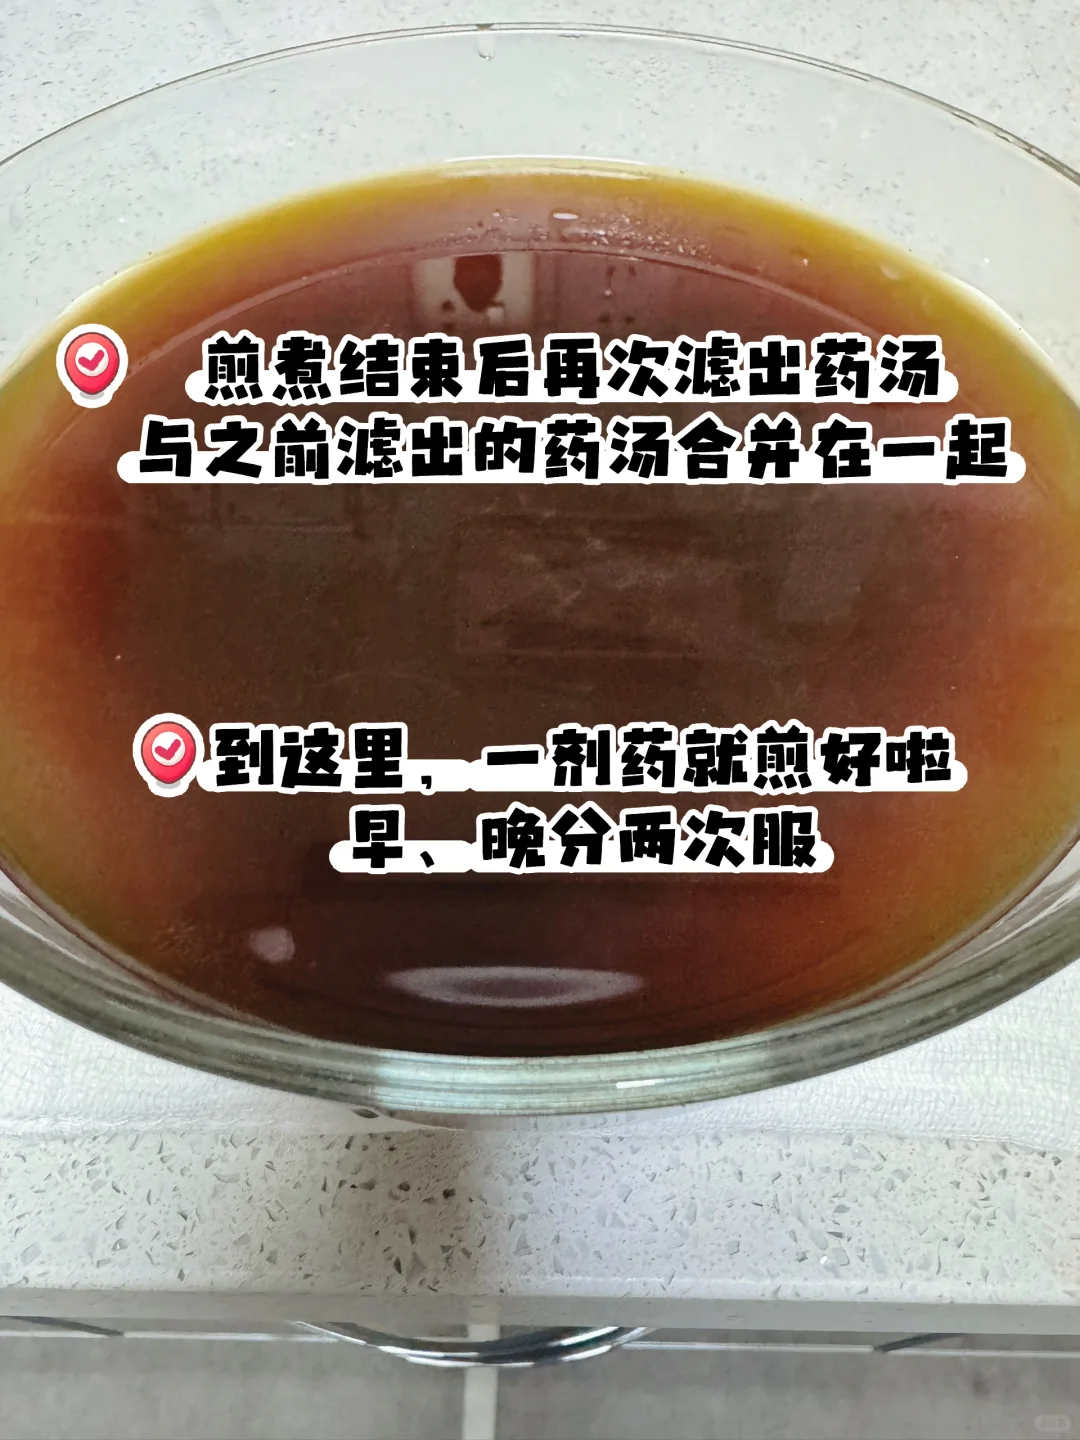 煎煮结束后再次滤出药汤
与之前滤出的药汤合并在一起
到这里，一剂药就煎好啦
早、晚分两次服